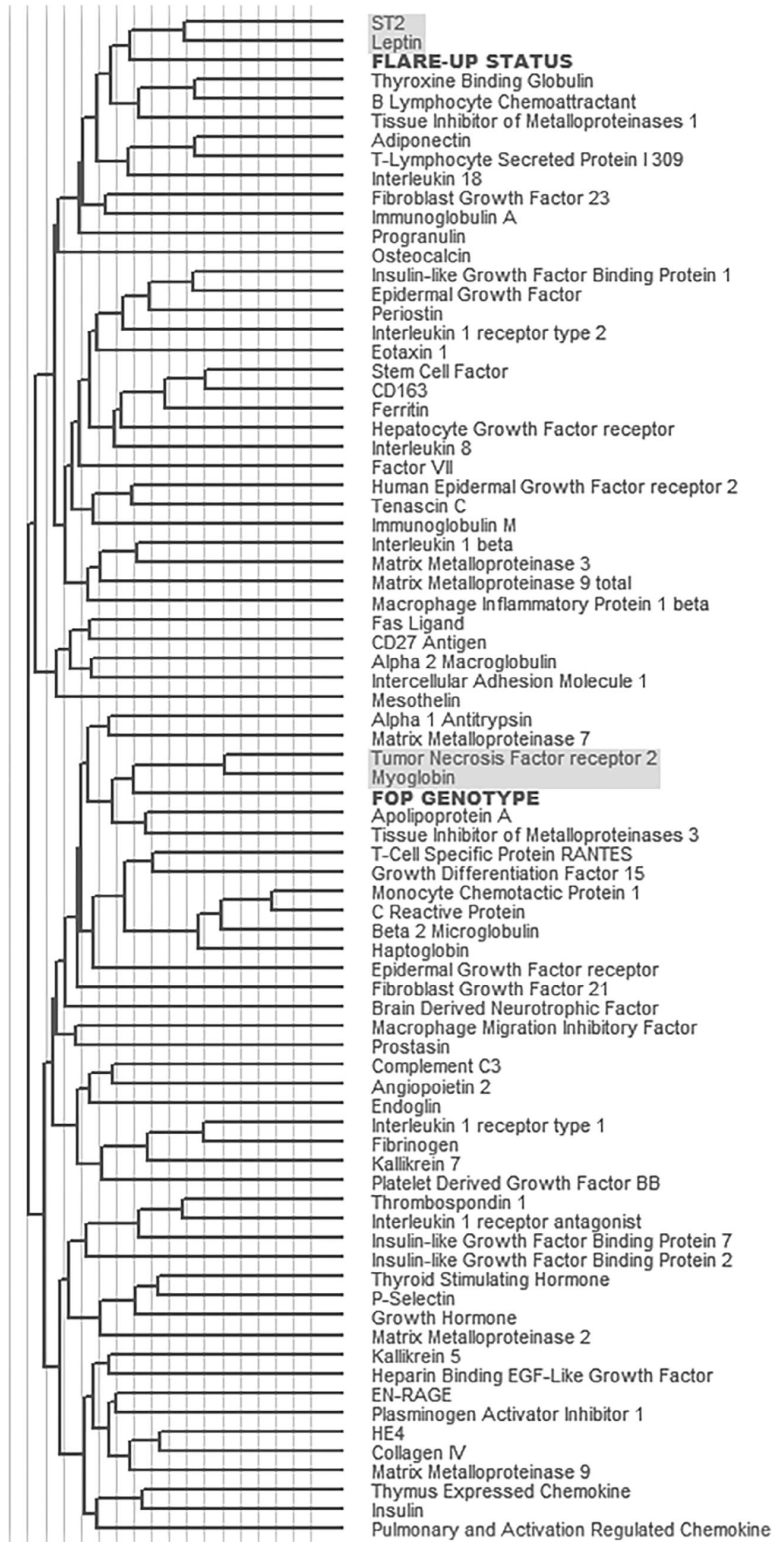 ST2
Leptin
FLARE-UP STATUS
Thyroxine Binding Globulin
B Lymphocyte Chemoattractant
Tissue Inhibitor of Metalloproteinases 1
Adiponectin
T-Lymphocyte Secreted Protein I 309
Interleukin 18
Fibroblast Growth Factor 23
Immunoglobulin A
Progranulin
Osteocalcin
Insulin-like Growth Factor Binding Protein 1
Epidermal Growth Factor
Periostin
Interleukin 1 receptor type 2
Eotaxin 1
Stem Cell Factor
CD163
Ferritin
Hepatocyte Growth Factor receptor
Interleukin 8
Factor VII
Human Epidermal Growth Factor receptor 2
Tenascin C
Immunoglobulin M
Interleukin 1 beta
Matrix Metalloproteinase 3
Matrix Metalloproteinase 9 total
Macrophage Inflammatory Protein 1 beta
Fas Ligand
CD27 Antigen
Alpha 2 Macroglobulin
Intercellular Adhesion Molecule 1
Mesothelin
Alpha 1 Antitrypsin
Matrix Metalloproteinase 7
Tumor Necrosis Factor receptor 2
Myoglobin
FOP GENOTYPE
Apolipoprotein A
Tissue Inhibitor of Metalloproteinases 3
T-Cell Specific Protein RANTES
Growth Differentiation Factor 15
Monocyte Chemotactic Protein 1
C Reactive Protein
Beta 2 Microglobulin
Haptoglobin
Epidermal Growth Factor receptor
Fibroblast Growth Factor 21
Brain Derived Neurotrophic Factor
Macrophage Migration Inhibitory Factor
Prostasin
Complement C3
Angiopoietin 2
Endoglin
Interleukin 1 receptor type 1
Fibrinogen
Kallikrein 7
Platelet Derived Growth Factor BB
Thrombospondin 1
Interleukin 1 receptor antagonist
Insulin-like Growth Factor Binding Protein 7
Insulin-like Growth Factor Binding Protein 2
Thyroid Stimulating Hormone
P-Selectin
Growth Hormone
Matrix Metalloproteinase 2
Kallikrein 5
Heparin Binding EGF-Like Growth Factor
EN-RAGE
Plasminogen Activator Inhibitor 1
HE4
Collagen IV
Matrix Metalloproteinase 9
Thymus Expressed Chemokine
Insulin
Pulmonary and Activation Regulated Chemokine